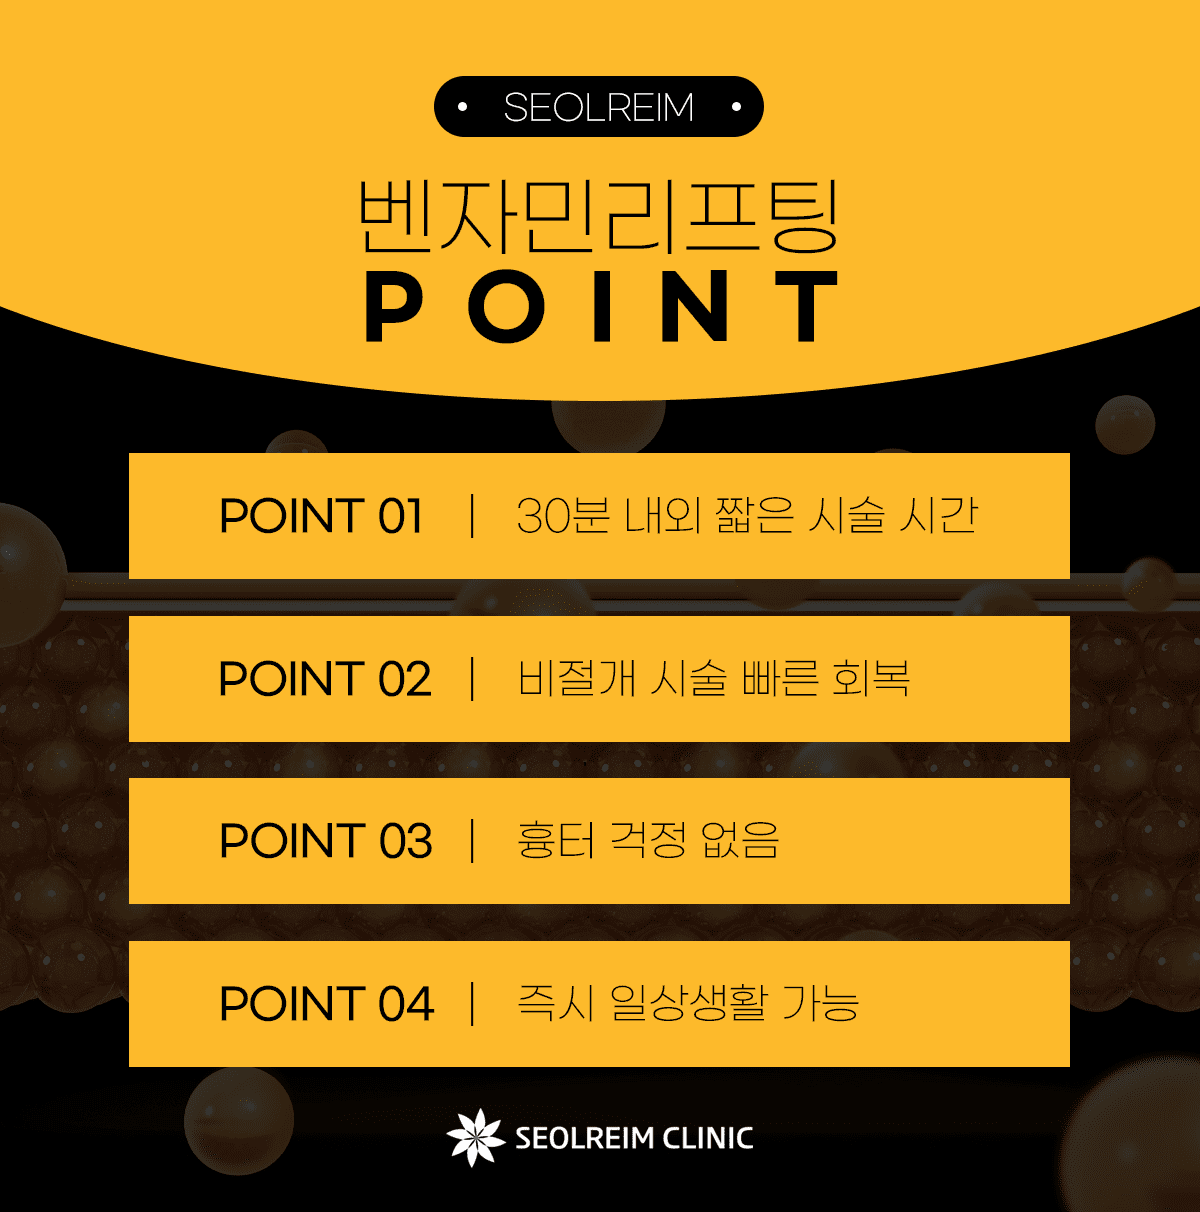 SEOLREIM
벤자민리프팅
POINT
POINT 01 | 30분 내외 짧은 시술 시간
POINT 02 | 비절개 시술 빠른 회복
POINT 03 | 흉터 걱정 없음
POINT 04 | 즉시 일상생활 가능
SEOLREIM CLINIC